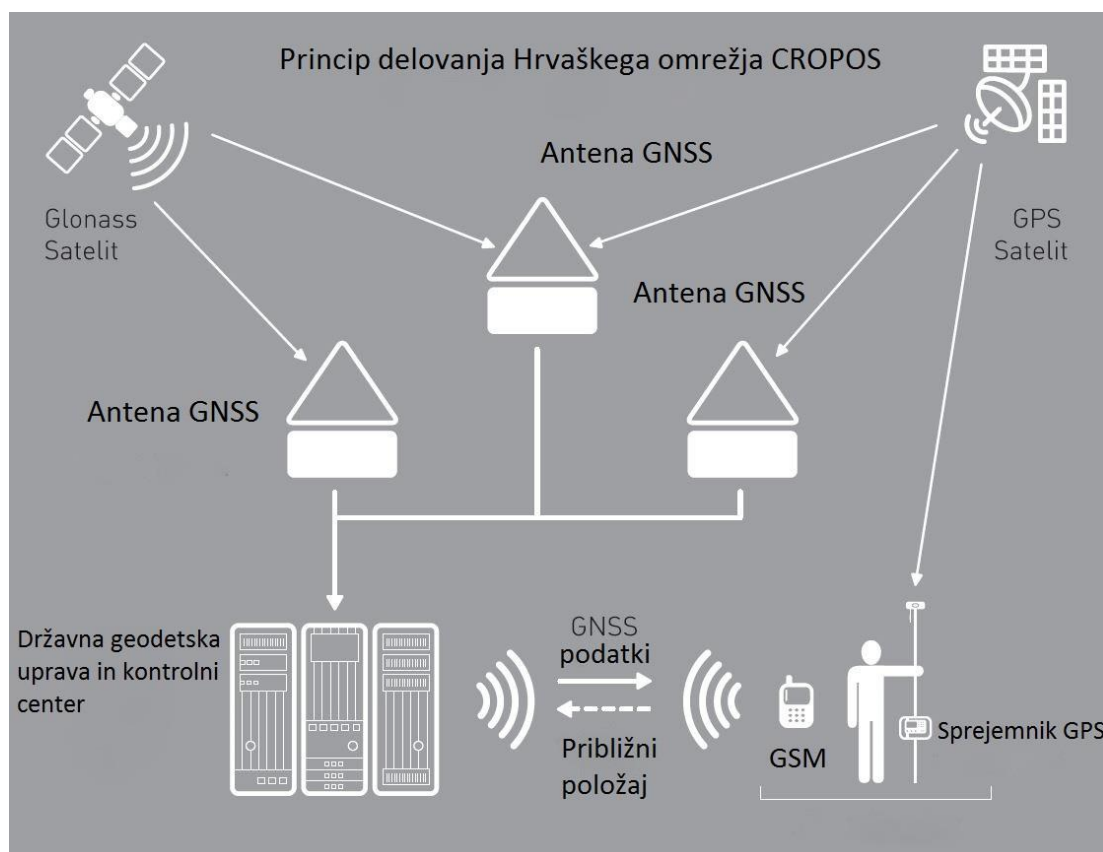 Princip delovanja Hrvaškega omrežja CROPOS
Antena GNSS
Glonass
Satelit
GPS
Satelit
Antena GNSS
Antena GNSS
Državna geodetska
uprava in kontrolni
center
GNSS
podatki
Približni
položaj
GSM
Sprejemnik GPS